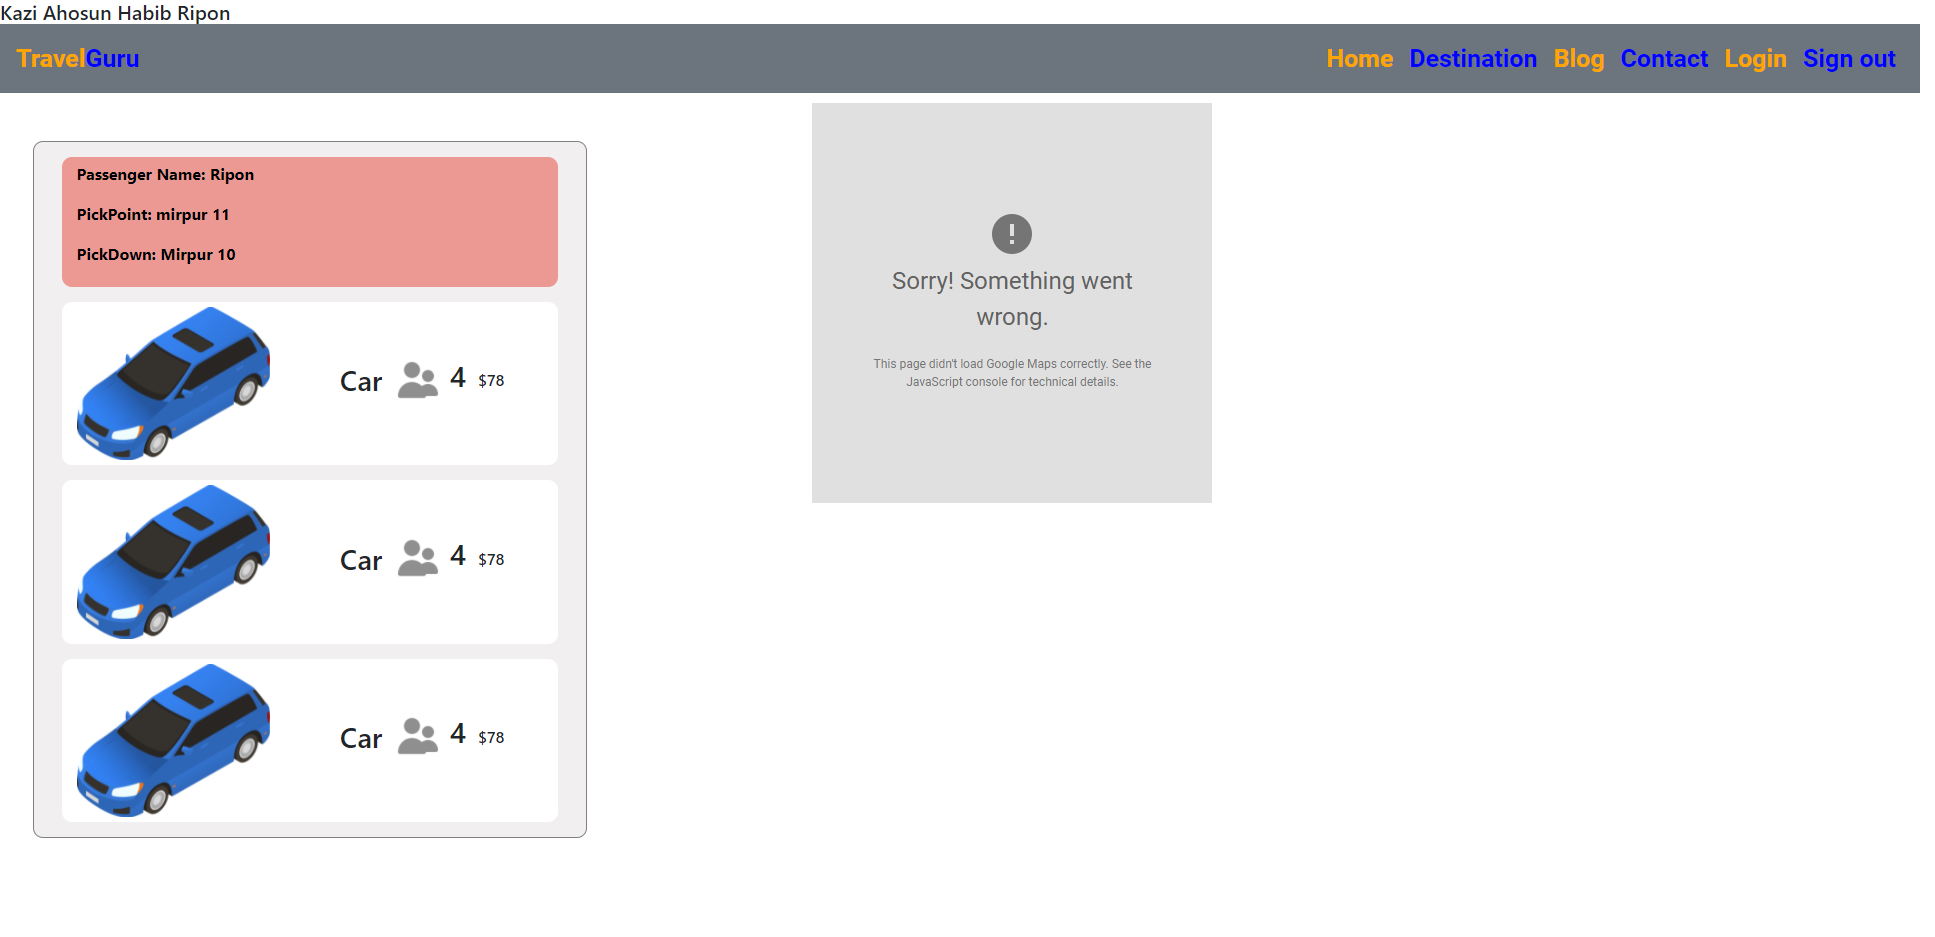 Kazi Ahosun Habib Ripon
TravelGuru
Home Destination Blog Contact Login Sign out
Passenger Name: Ripon
PickPoint: mirpur 11
PickDown: Mirpur 10
Car 4 $78
Car 4 $78
Car 4 $78
Sorry! Something went
wrong.
This page didn't load Google Maps correctly. See the
JavaScript console for technical details.